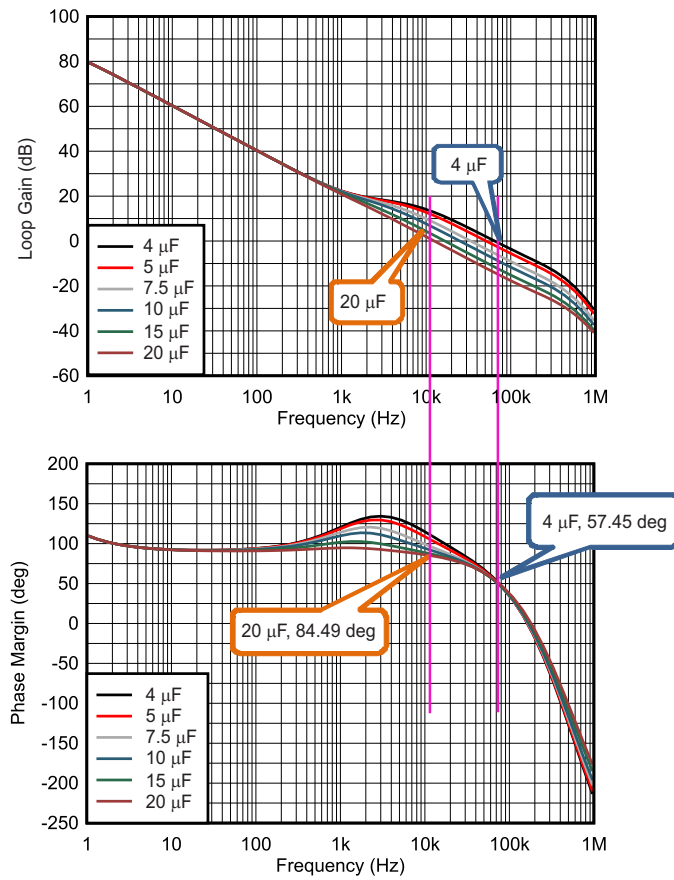 100
80
60
40
20
0
-20
-40
-60
Loop Gain (dB)
4 μF
20 μF
4 μF
5 μF
7.5 μF
10 μF
15 μF
20 μF
1 10 100 1k 10k 100k 1M
Frequency (Hz)
200
150
100
50
0
-50
-100
-150
-200
-250
Phase Margin (deg)
4 μF, 57.45 deg
20 μF, 84.49 deg
4 μF
5 μF
7.5 μF
10 μF
15 μF
20 μF
1 10 100 1k 10k 100k 1M
Frequency (Hz)